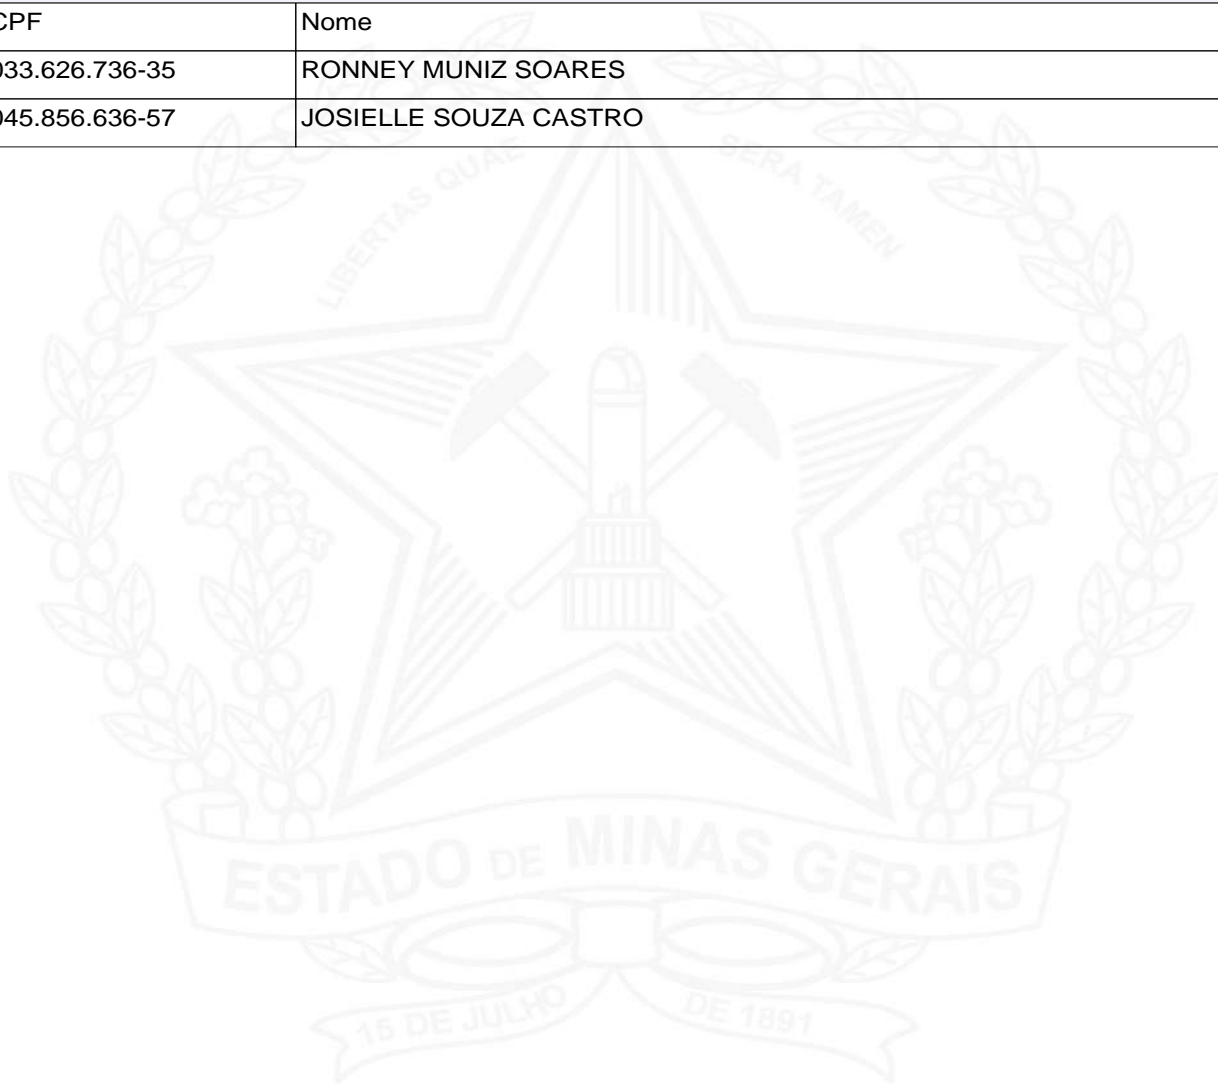 CPF Nome
033.626.736-35 RONNEY MUNIZ SOARES
045.856.636-57 JOSIELLE SOUZA CASTRO
LIBERTAS QUAE SERA TAMEN
ESTADO DE MINAS GERAIS
15 DE JULHO DE 1891